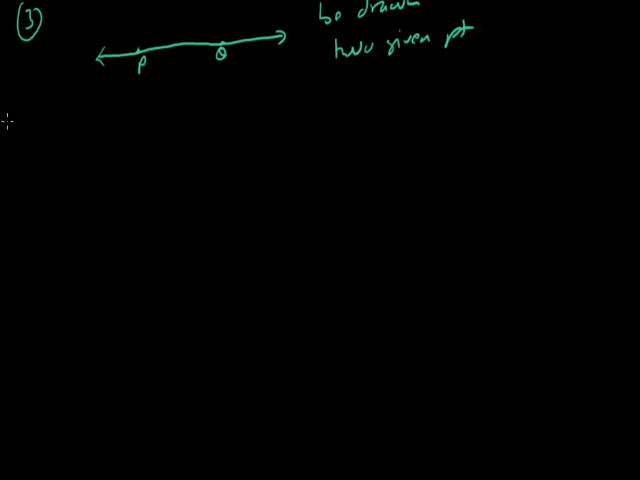 ③
be drawn
two given pt
P Q